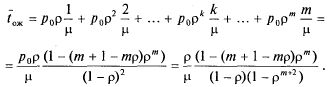 t̄ож = p₀ρ 1/μ + p₀ρ² 2/μ + ... + p₀ρᵏ k/μ + ... + p₀ρᵐ m/μ =
= p₀ρ/μ (1 − (m + 1 − mρ)ρᵐ)/(1 − ρ)² = ρ/μ (1 − (m + 1 − mρ)ρᵐ)/((1 − ρ)(1 − ρᵐ⁺²)) .